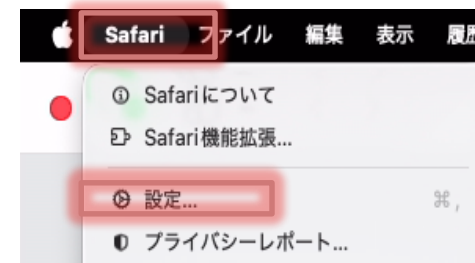 Safari ファイル 編集 表示 履歴
Safariについて
Safari機能拡張...
設定... ⌘,
プライバシーレポート...